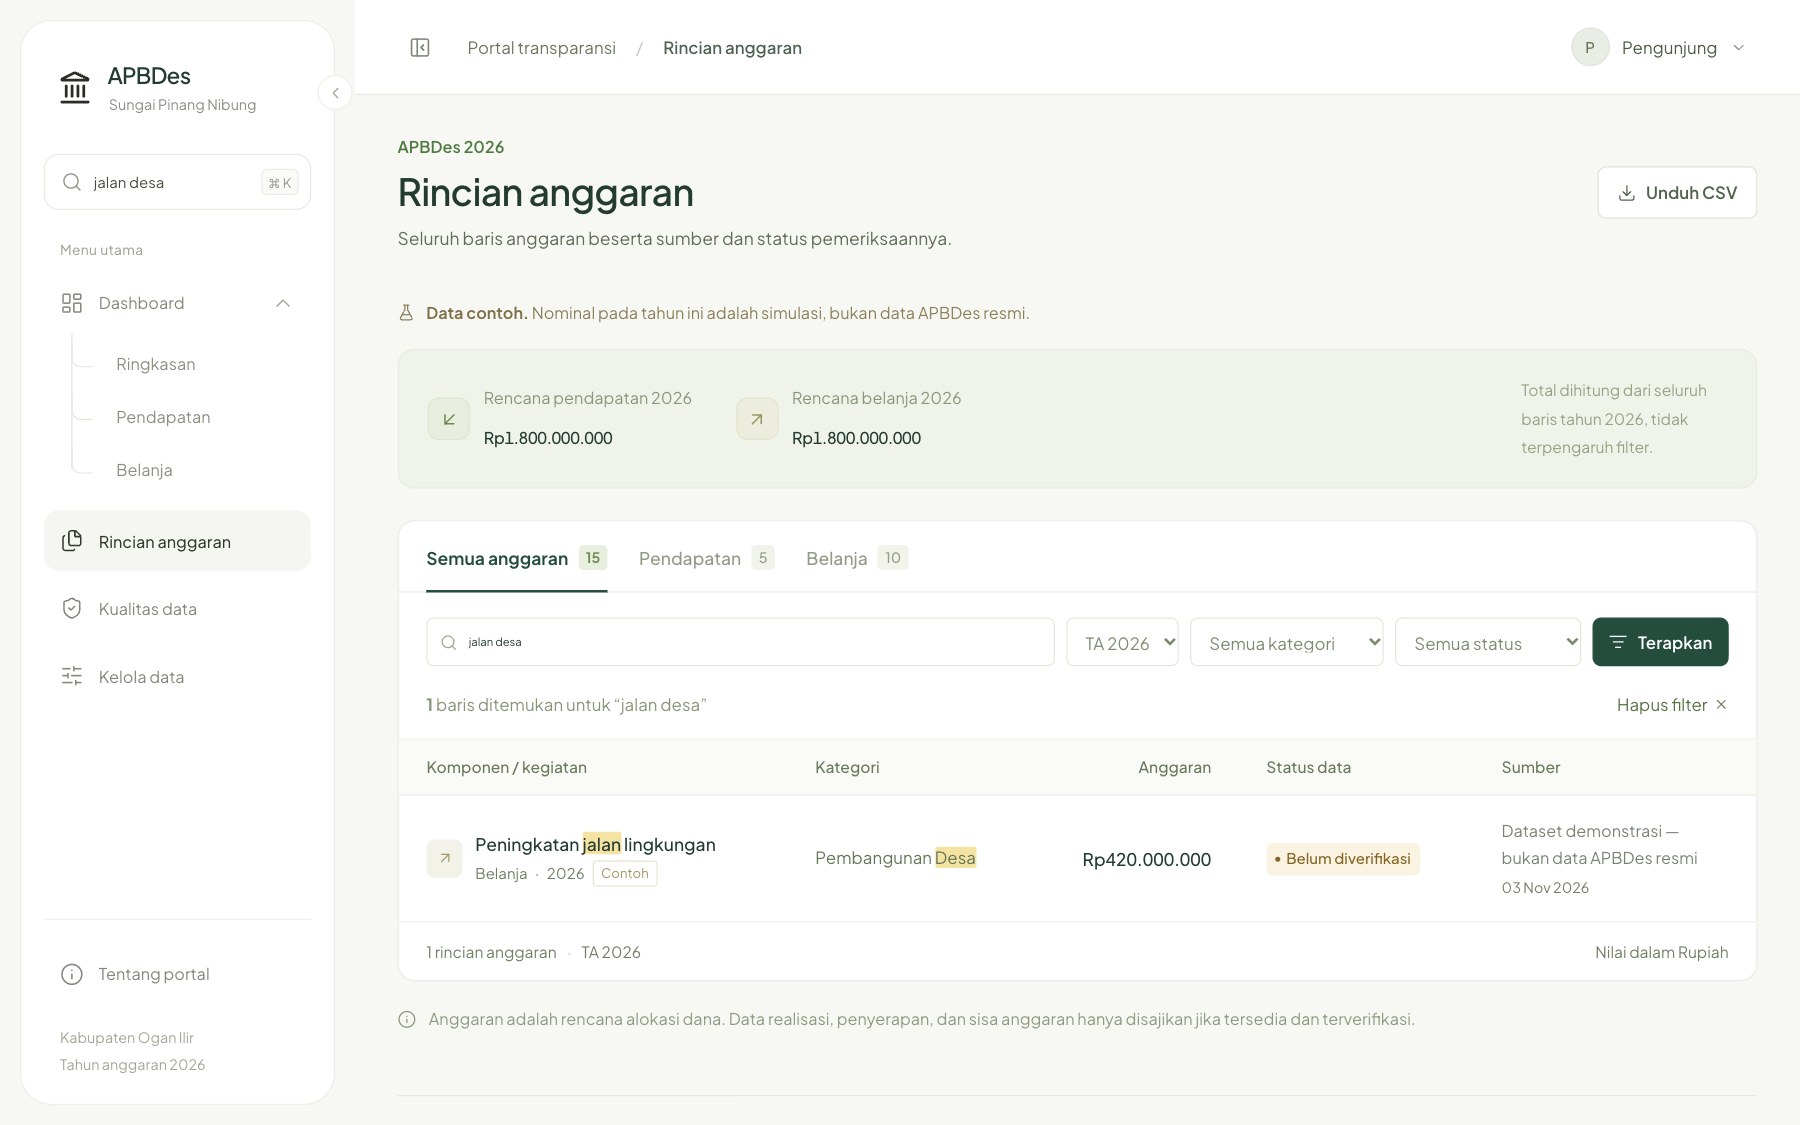 APBDes
Sungai Pinang Nibung
jalan desa
⌘ K
Menu utama
Dashboard
Ringkasan
Pendapatan
Belanja
Rincian anggaran
Kualitas data
Kelola data
Tentang portal
Kabupaten Ogan Ilir
Tahun anggaran 2026
Portal transparansi / Rincian anggaran
P Pengunjung
APBDes 2026
Rincian anggaran
Unduh CSV
Seluruh baris anggaran beserta sumber dan status pemeriksaannya.
Data contoh. Nominal pada tahun ini adalah simulasi, bukan data APBDes resmi.
Rencana pendapatan 2026
Rp1.800.000.000
Rencana belanja 2026
Rp1.800.000.000
Total dihitung dari seluruh
baris tahun 2026, tidak
terpengaruh filter.
Semua anggaran 15 Pendapatan 5 Belanja 10
jalan desa TA 2026 Semua kategori Semua status Terapkan
1 baris ditemukan untuk “jalan desa” Hapus filter ×
Komponen / kegiatan Kategori Anggaran Status data Sumber
Peningkatan jalan lingkungan
Belanja · 2026 Contoh
Pembangunan Desa
Rp420.000.000
• Belum diverifikasi
Dataset demonstrasi —
bukan data APBDes resmi
03 Nov 2026
1 rincian anggaran · TA 2026 Nilai dalam Rupiah
Anggaran adalah rencana alokasi dana. Data realisasi, penyerapan, dan sisa anggaran hanya disajikan jika tersedia dan terverifikasi.